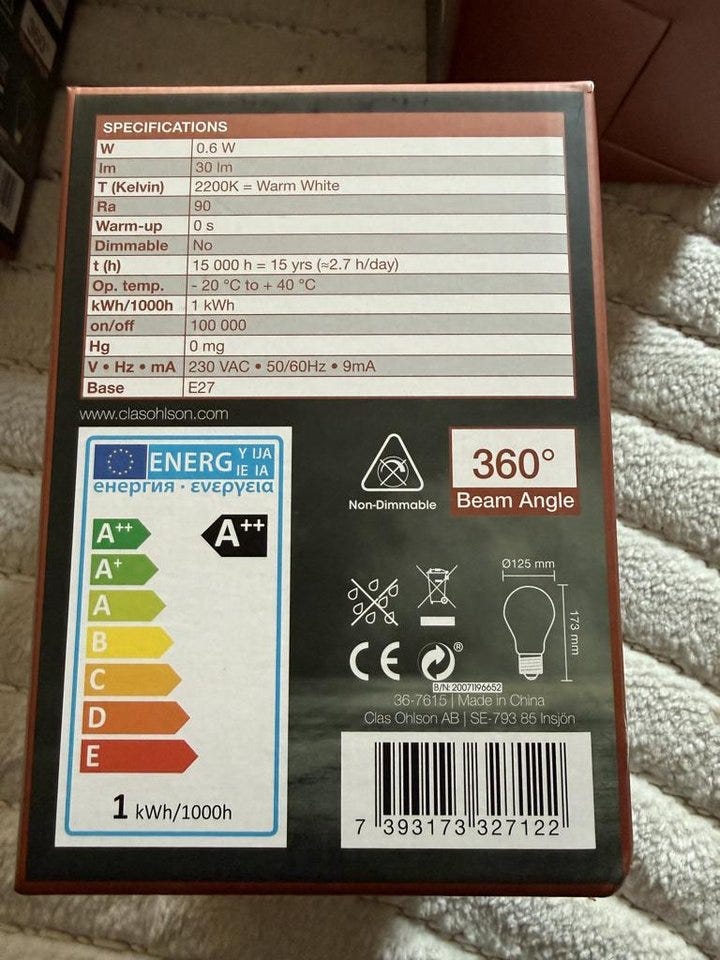 SPECIFICATIONS
W 0.6 W
lm 30 lm
T (Kelvin) 2200K = Warm White
Ra 90
Warm-up 0 s
Dimmable No
t (h) 15 000 h = 15 yrs (≈2.7 h/day)
Op. temp. - 20 °C to + 40 °C
kWh/1000h 1 kWh
on/off 100 000
Hg 0 mg
V • Hz • mA 230 VAC • 50/60Hz • 9mA
Base E27
www.clasohlson.com
ENERG Y IJA
IE IA
енергия · ενεργεια
A++ A++
A+
A
B
C
D
E
1 kWh/1000h
Non-Dimmable
360°
Beam Angle
Ø125 mm
173 mm
CE ®
B/N: 20071196652
36-7615 | Made in China
Clas Ohlson AB | SE-793 85 Insjön
7 393173 327122